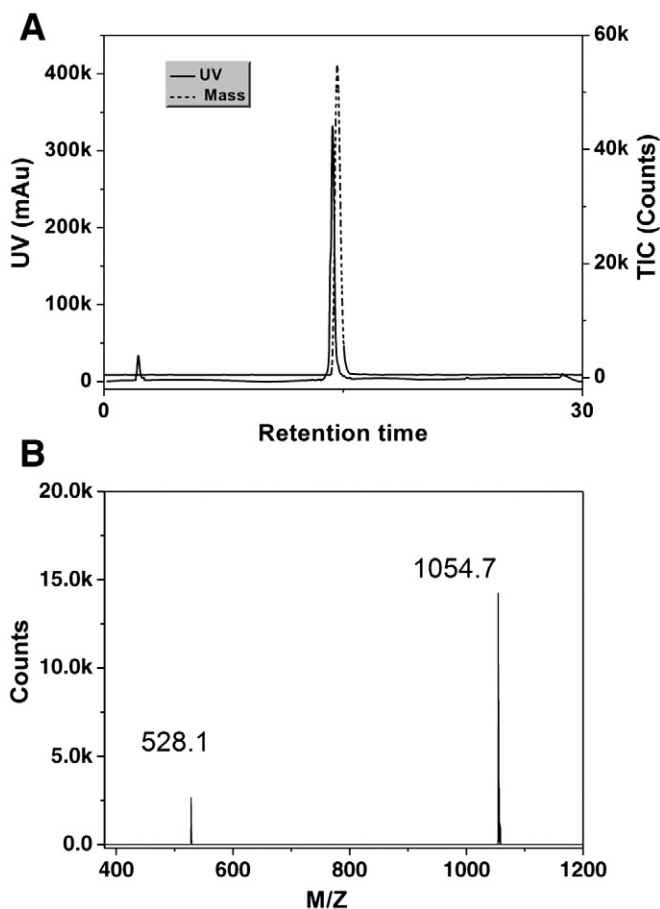 A
UV (mAu)
400k
300k
200k
100k
0
UV
Mass
60k
40k
20k
0
TIC (Counts)
0
30
Retention time
B
Counts
20.0k
15.0k
10.0k
5.0k
0.0
1054.7
528.1
400
600
800
1000
1200
M/Z